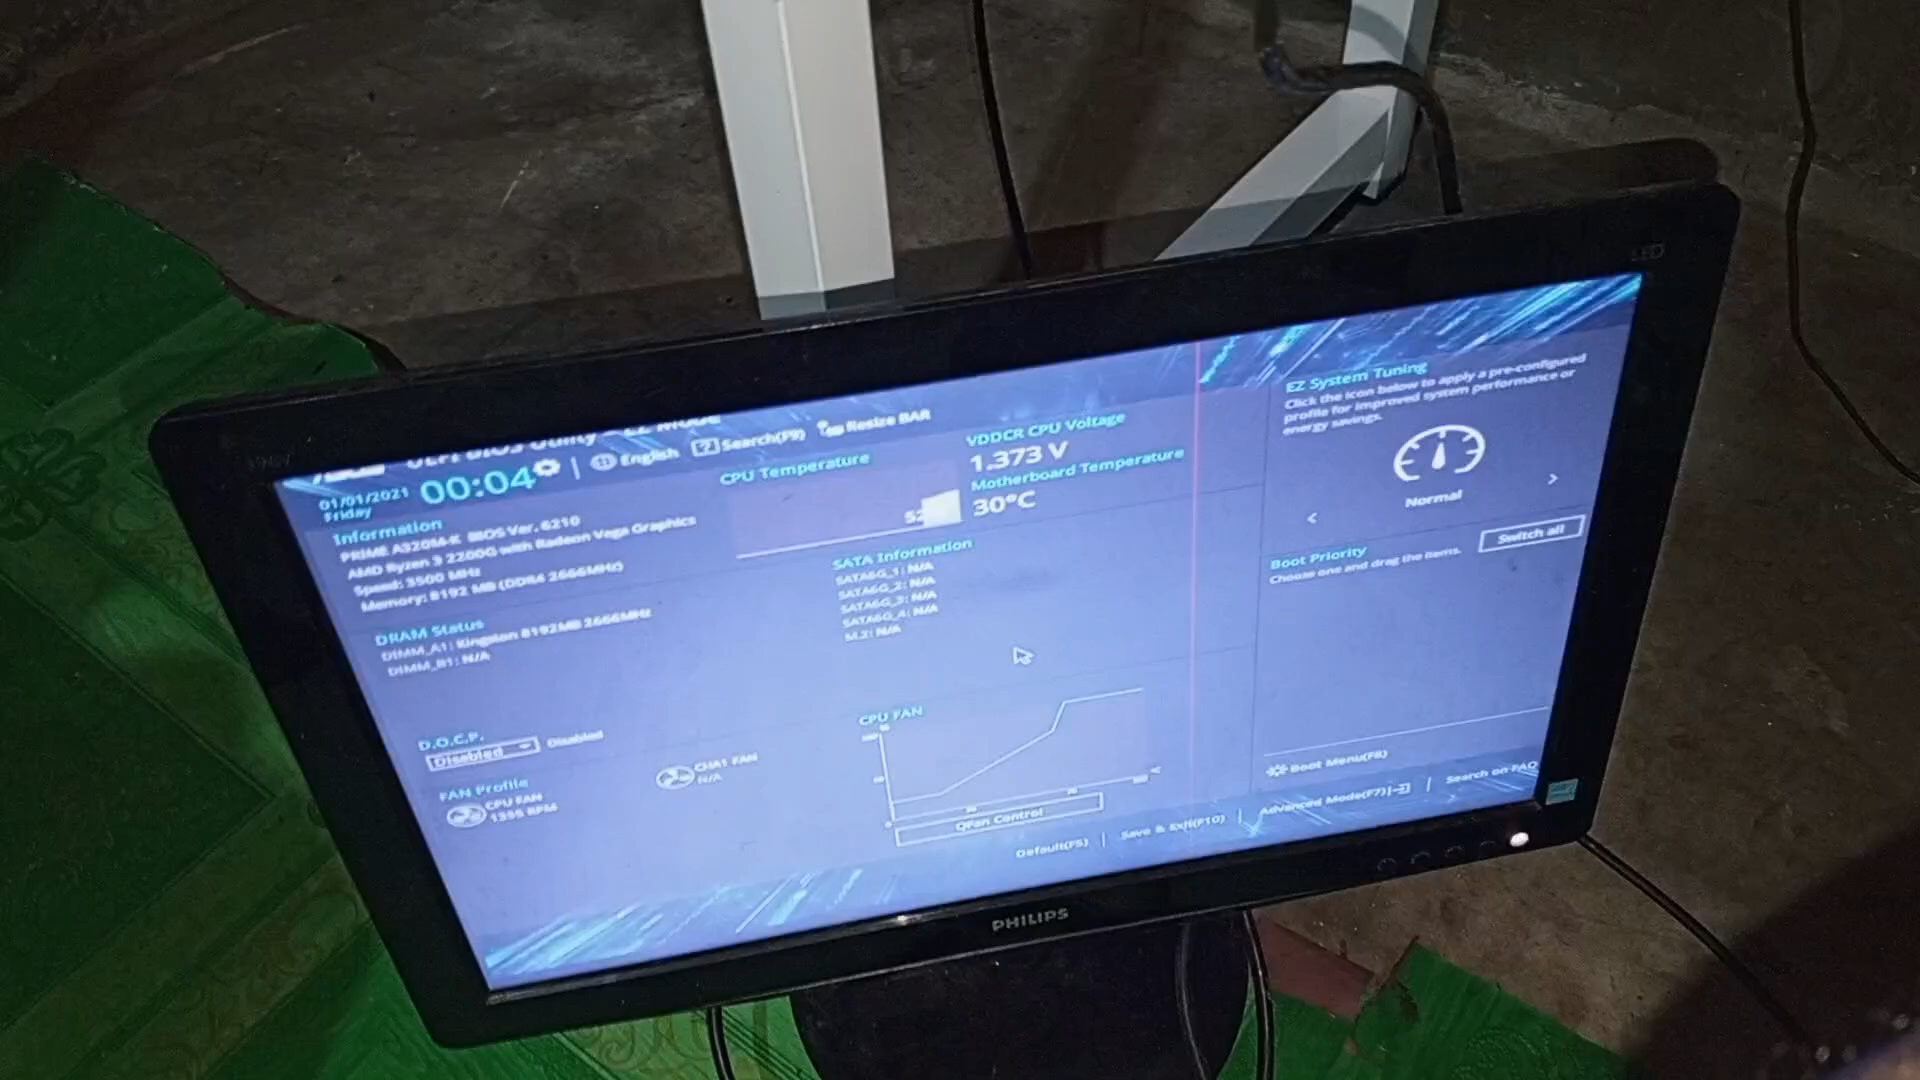 LED
UEFI BIOS Utility - EZ Mode
01/01/2021
Friday
00:04
English
Search(F9)
Resize BAR
Information
PRIME A320M-K BIOS Ver. 6210
AMD Ryzen 3 2200G with Radeon Vega Graphics
Speed: 3500 MHz
Memory: 8192 MB (DDR4 2666MHz)
DRAM Status
DIMM_A1: Kingston 8192MB 2666MHz
DIMM_B1: N/A
D.O.C.P.
Disabled
Disabled
FAN Profile
CPU FAN
1355 RPM
CHA1 FAN
N/A
CPU Temperature
VDDCR CPU Voltage
1.373 V
Motherboard Temperature
30°C
SATA Information
SATA6G_1: N/A
SATA6G_2: N/A
SATA6G_3: N/A
SATA6G_4: N/A
M.2: N/A
CPU FAN
QFan Control
EZ System Tuning
Click the icon below to apply a pre-configured
profile for improved system performance or
energy savings.
Normal
Boot Priority
Choose one and drag the items.
Switch all
Boot Menu(F8)
Default(F5)
Save & Exit(F10)
Advanced Mode(F7)
Search on FAQ
PHILIPS